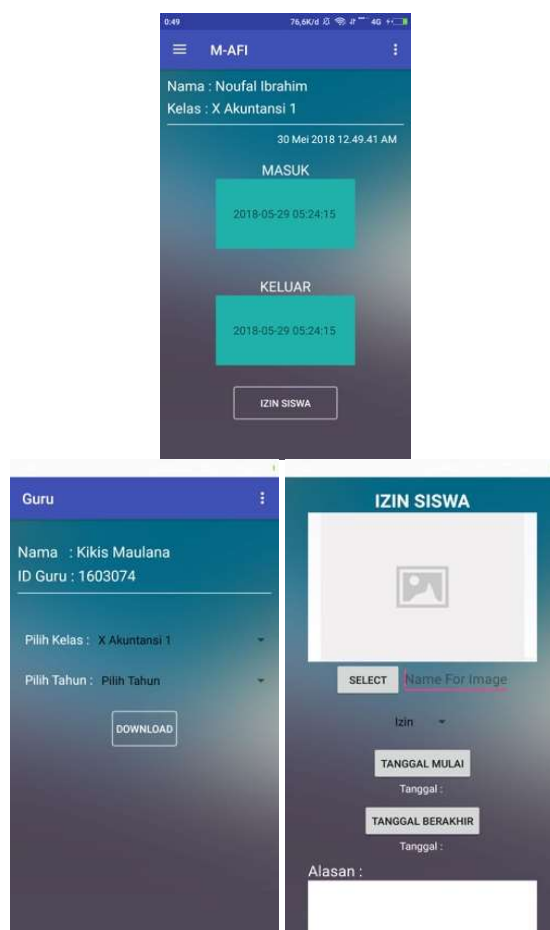 0:49 76,6K/d 4G
M-AFI
Nama : Noufal Ibrahim
Kelas : X Akuntansi 1
30 Mei 2018 12.49.41 AM
MASUK
2018-05-29 05:24:15
KELUAR
2018-05-29 05:24:15
IZIN SISWA
Guru
Nama : Kikis Maulana
ID Guru : 1603074
Pilih Kelas : X Akuntansi 1
Pilih Tahun : Pilih Tahun
DOWNLOAD
IZIN SISWA
SELECT Name For Image
Izin
TANGGAL MULAI
Tanggal :
TANGGAL BERAKHIR
Tanggal :
Alasan :